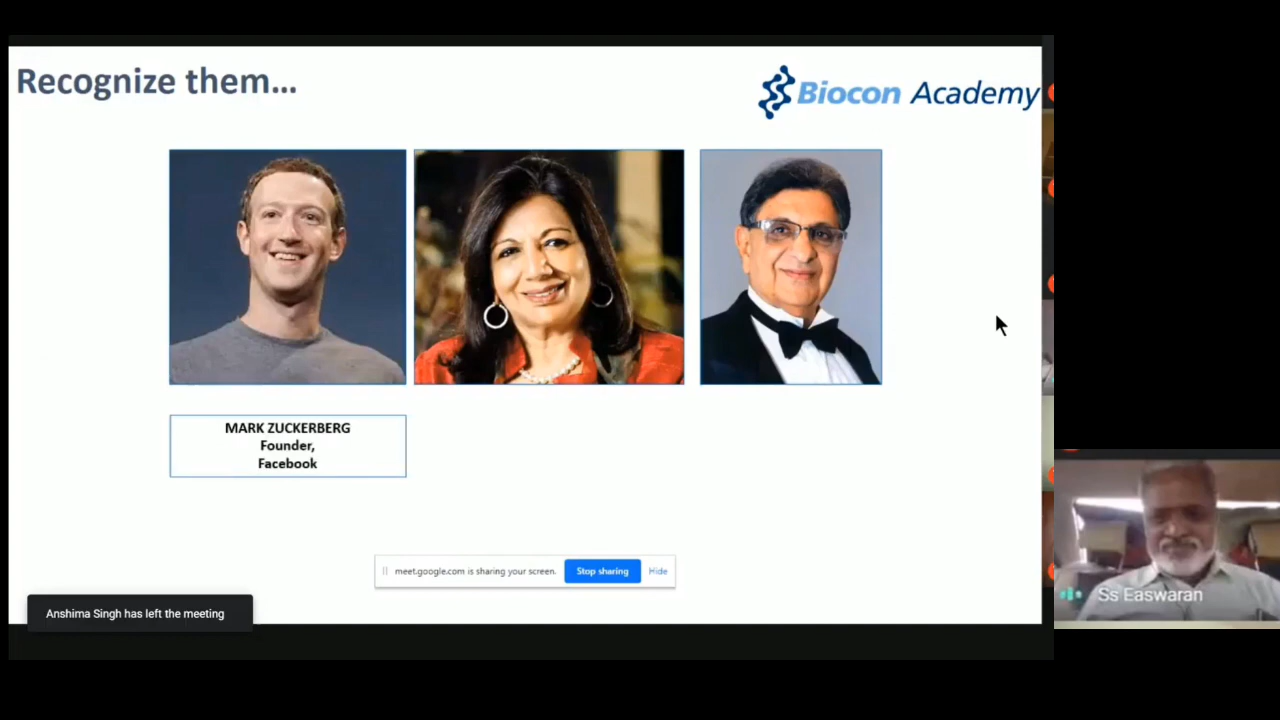 Recognize them...
Biocon Academy
MARK ZUCKERBERG
Founder,
Facebook
meet.google.com is sharing your screen.
Stop sharing
Hide
Anshima Singh has left the meeting
Ss Easwaran